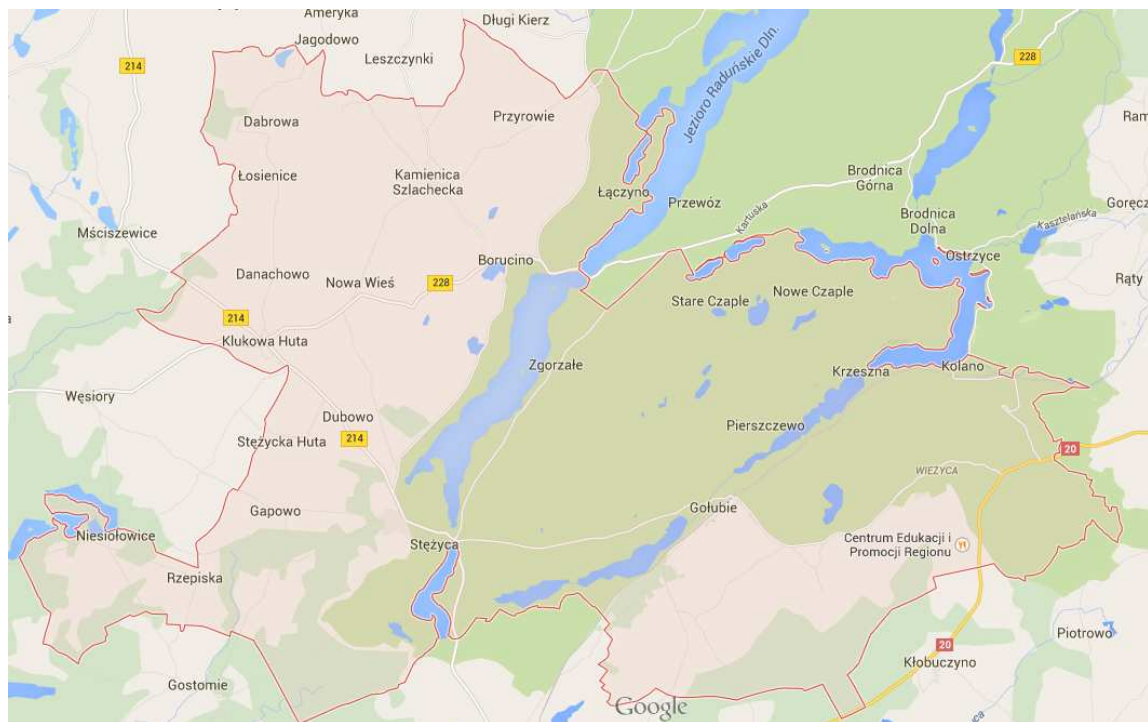 Ameryka
Długi Kierz
Jagodowo
Leszczynki
214
228
Jezioro Raduńskie Dln.
Przyrowie
Dabrowa
Łosienice
Kamienica
Szlachecka
Łączyno
Przewóz
Brodnica
Górna
Kartuska
Brodnica
Dolna
Kasztelańska
Mściszewice
Borucino
Ostrzyce
Danachowo
Nowa Wieś
228
Stare Czaple
Nowe Czaple
Rąty
214
Klukowa Huta
Zgorzałe
Krzeszna
Kolano
Węsiory
Dubowo
214
Stężycka Huta
Pierszczewo
20
WIEŻYCA
Gapowo
Gołubie
Niesiołowice
Stężyca
Centrum Edukacji i
Promocji Regionu
Rzepiska
20
Piotrowo
Kłobuczyno
Gostomie
Google